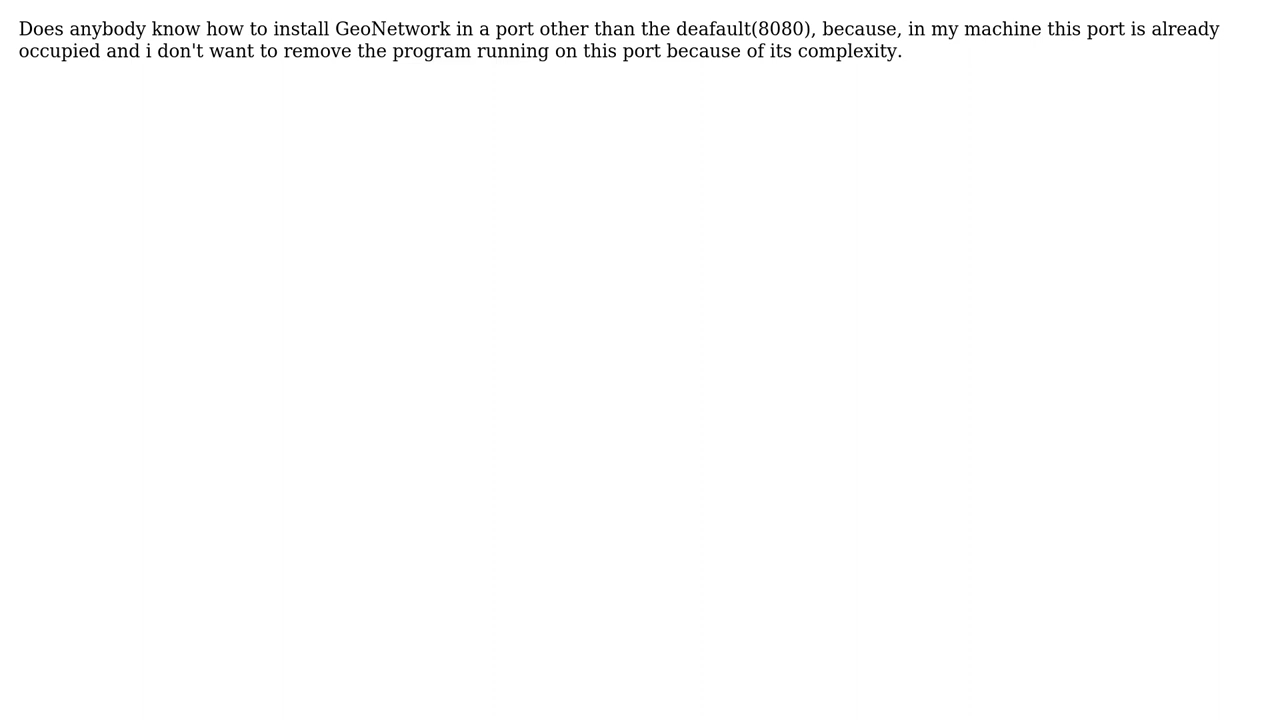 Does anybody know how to install GeoNetwork in a port other than the deafault(8080), because, in my machine this port is already
occupied and i don't want to remove the program running on this port because of its complexity.